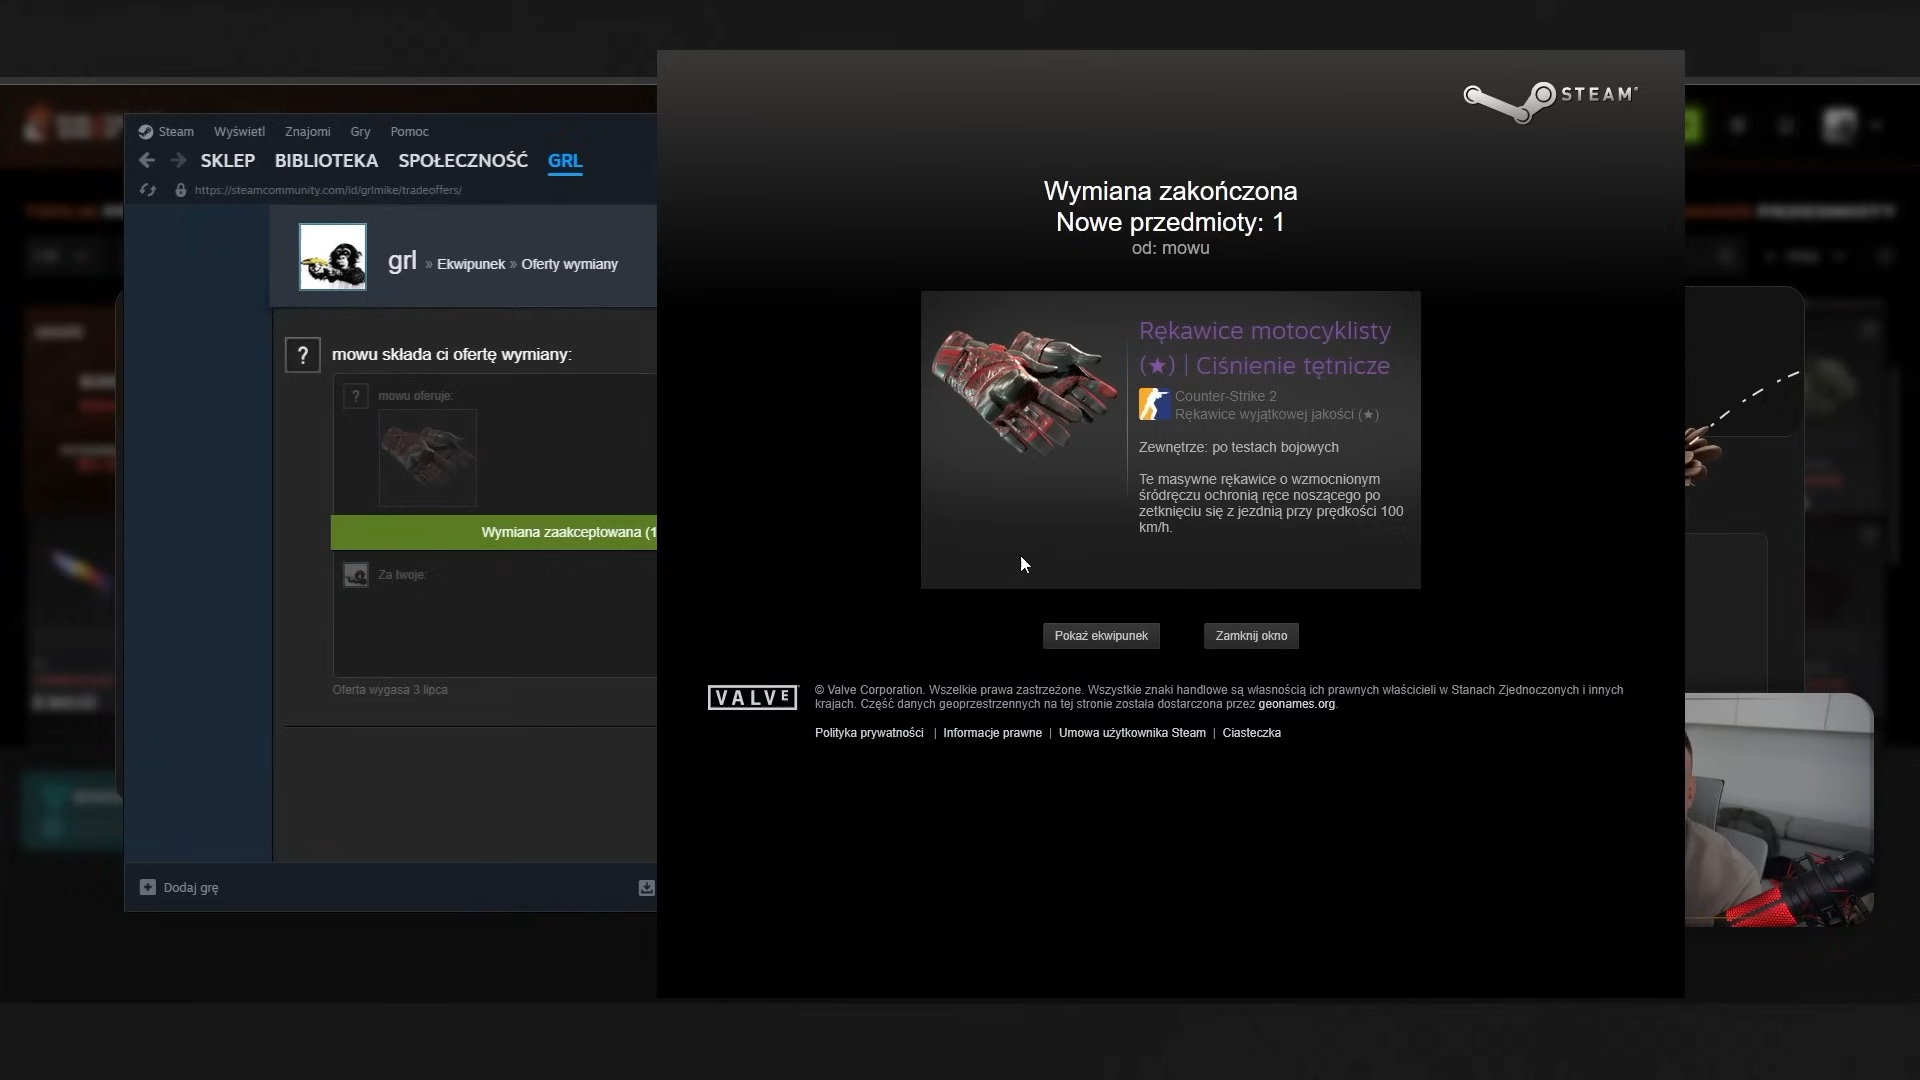 Steam Wyświetl Znajomi Gry Pomoc
SKLEP BIBLIOTEKA SPOŁECZNOŚĆ GRL
https://steamcommunity.com/id/grlmike/tradeoffers/
grl » Ekwipunek » Oferty wymiany
? mowu składa ci ofertę wymiany:
? mowu oferuje:
Wymiana zaakceptowana (1
Za twoje:
Oferta wygasa 3 lipca
+ Dodaj grę
STEAM®
Wymiana zakończona
Nowe przedmioty: 1
od: mowu
Rękawice motocyklisty
(★) | Ciśnienie tętnicze
Counter-Strike 2
Rękawice wyjątkowej jakości (★)
Zewnętrze: po testach bojowych
Te masywne rękawice o wzmocnionym
śródręczu ochronią ręce noszącego po
zetknięciu się z jezdnią przy prędkości 100
km/h.
Pokaż ekwipunek Zamknij okno
VALVE
© Valve Corporation. Wszelkie prawa zastrzeżone. Wszystkie znaki handlowe są własnością ich prawnych właścicieli w Stanach Zjednoczonych i innych
krajach. Część danych geoprzestrzennych na tej stronie została dostarczona przez geonames.org.
Polityka prywatności | Informacje prawne | Umowa użytkownika Steam | Ciasteczka